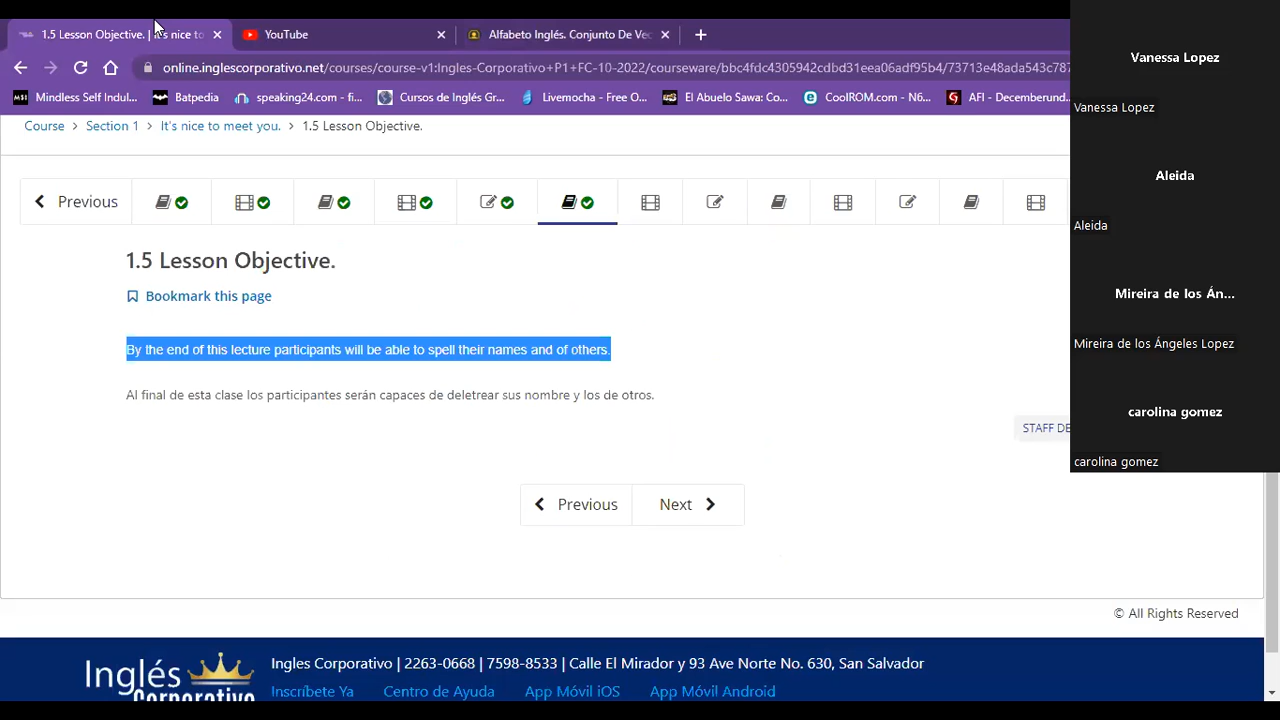 1.5 Lesson Objective. | It's nice to
YouTube
Alfabeto Inglés. Conjunto De Vec
online.inglescorporativo.net/courses/course-v1:Ingles-Corporativo+P1+FC-10-2022/courseware/bbc4fdc4305942cdbd31eea06adf95b4/73713e48ada543c787
Mindless Self Indul...
Batpedia
speaking24.com - fi...
Cursos de Inglés Gr...
Livemocha - Free O...
El Abuelo Sawa: Co...
CoolROM.com - N6...
AFI - Decemberund...
Course > Section 1 > It's nice to meet you. > 1.5 Lesson Objective.
Previous
1.5 Lesson Objective.
Bookmark this page
By the end of this lecture participants will be able to spell their names and of others.
Al final de esta clase los participantes serán capaces de deletrear sus nombre y los de otros.
STAFF DE
Previous
Next
© All Rights Reserved
Inglés
Corporativo
Ingles Corporativo | 2263-0668 | 7598-8533 | Calle El Mirador y 93 Ave Norte No. 630, San Salvador
Inscríbete Ya
Centro de Ayuda
App Móvil iOS
App Móvil Android
Vanessa Lopez
Vanessa Lopez
Aleida
Aleida
Mireira de los Án...
Mireira de los Ángeles Lopez
carolina gomez
carolina gomez